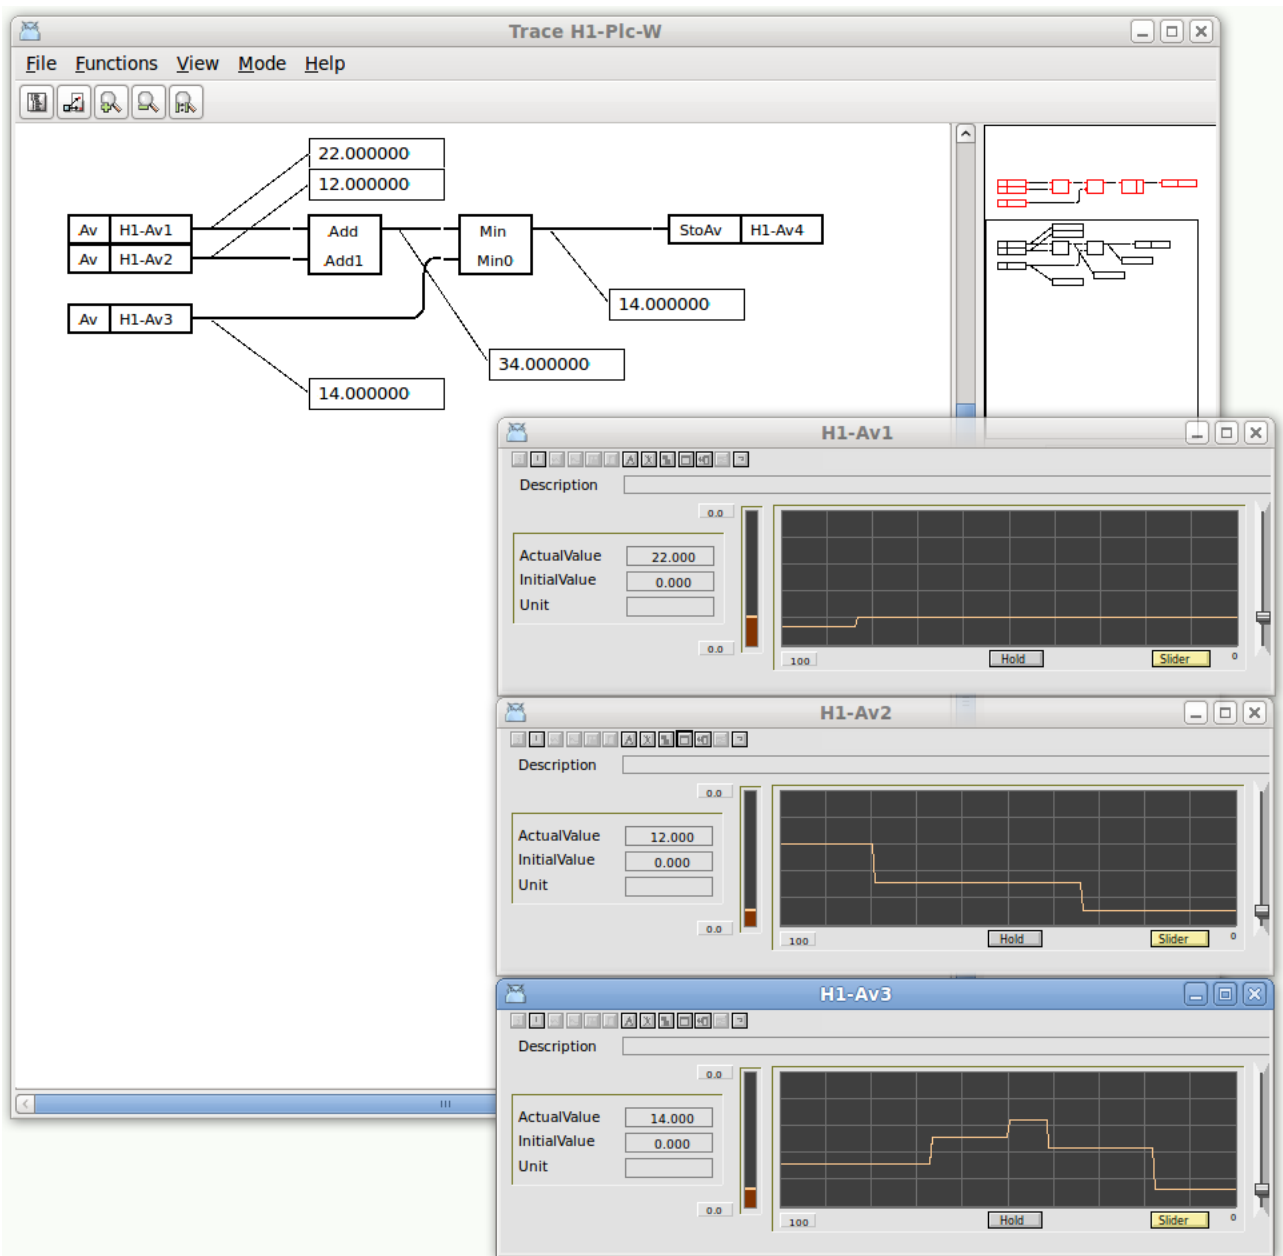 Trace H1-Plc-W
File Functions View Mode Help
22.000000
12.000000
Av H1-Av1
Av H1-Av2
Add
Add1
Min
Min0
StoAv H1-Av4
14.000000
Av H1-Av3
34.000000
14.000000
H1-Av1
Description
0.0
ActualValue 22.000
InitialValue 0.000
Unit
0.0
100 Hold Slider 0
H1-Av2
Description
0.0
ActualValue 12.000
InitialValue 0.000
Unit
0.0
100 Hold Slider 0
H1-Av3
Description
0.0
ActualValue 14.000
InitialValue 0.000
Unit
0.0
100 Hold Slider 0